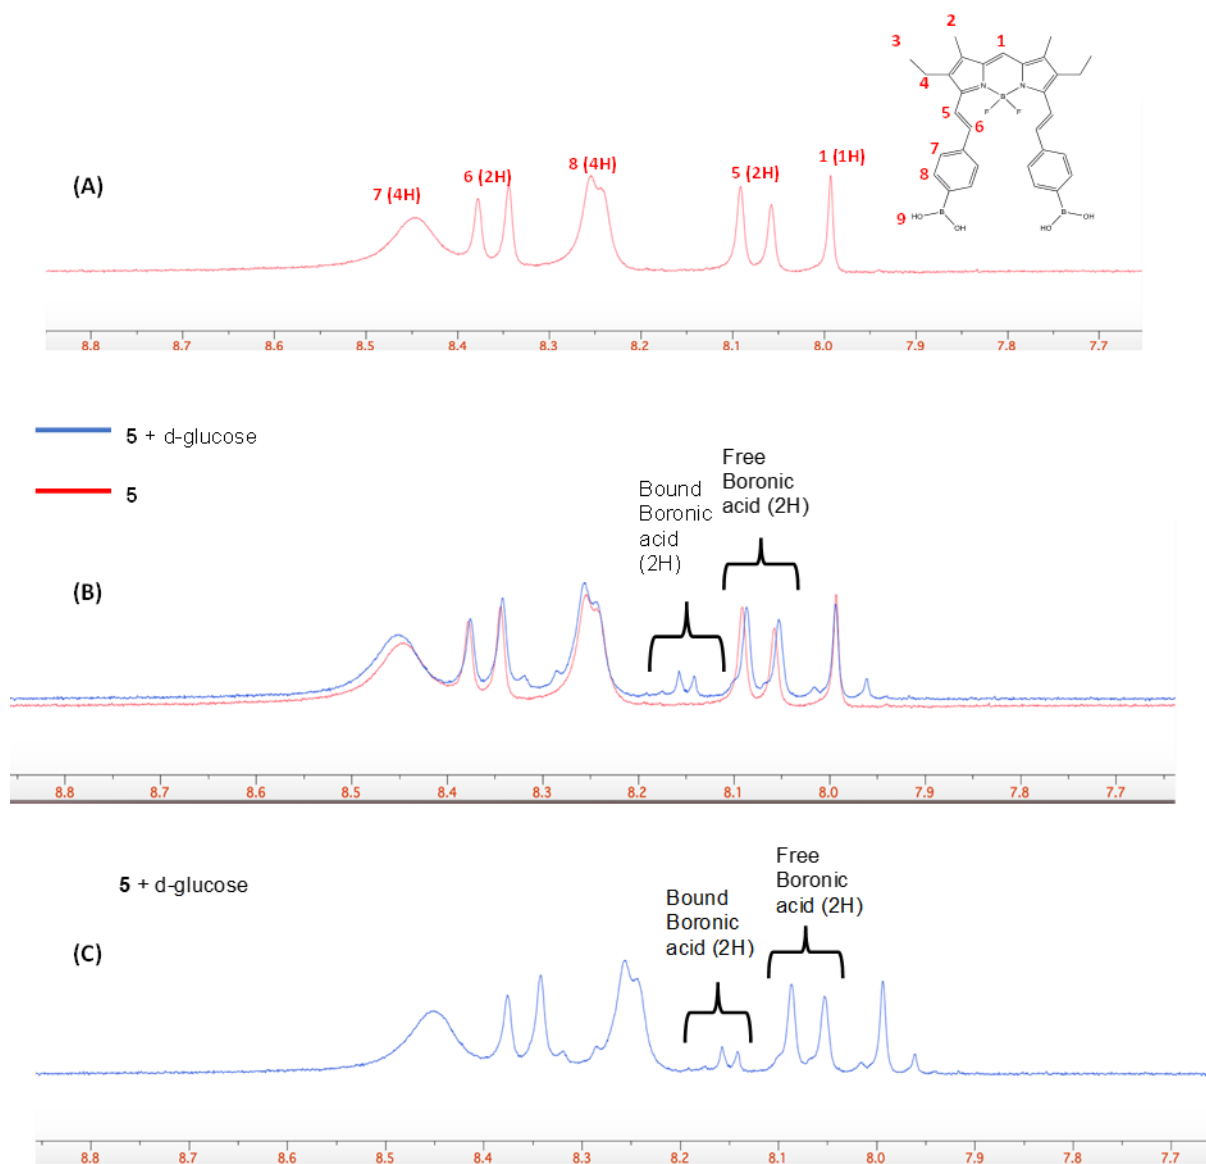 2
3
1
4
N
B
N
F
F
5
6
7
8
9
HO
B
OH
HO
B
OH
(A)
7 (4H)
6 (2H)
8 (4H)
5 (2H)
1 (1H)
8.8 8.7 8.6 8.5 8.4 8.3 8.2 8.1 8.0 7.9 7.8 7.7
5 + d-glucose
5
Bound
Boronic
acid
(2H)
Free
Boronic
acid (2H)
(B)
8.8 8.7 8.6 8.5 8.4 8.3 8.2 8.1 8.0 7.9 7.8 7.7
5 + d-glucose
Bound
Boronic
acid (2H)
Free
Boronic
acid (2H)
(C)
8.8 8.7 8.6 8.5 8.4 8.3 8.2 8.1 8.0 7.9 7.8 7.7